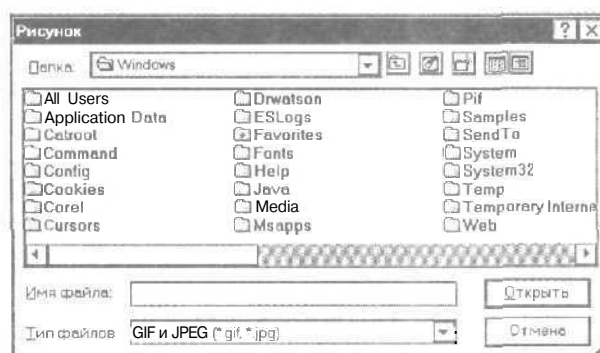 Рисунок ? ×
Папка: Windows
All Users Drwatson Pif
Application Data ESLogs Samples
Catroot Favorites SendTo
Command Fonts System
Config Help System32
Cookies Java Temp
Corel Media Temporary Interne
Cursors Msapps Web
Имя файла: Открыть
Тип файлов GIF и JPEG (*.gif, *.jpg) Отмена